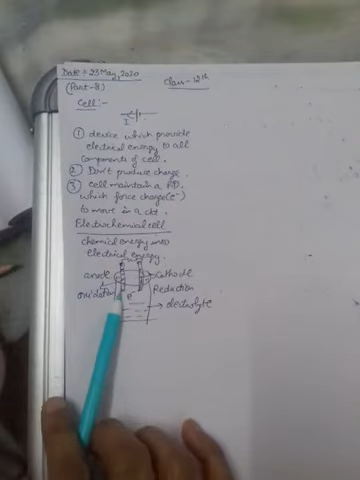 Date:- 23 May, 2020
(Part-8)
Class-12th
Cell:-
I
① device which provide
electrical energy to all
components of cell.
② Don't produce charge.
③ cell maintain a P.D.
which force charge(e⁻)
to move in a ckt.
Electrochemical cell
chemical energy into
Electrical energy.
anode
Cathode
oxidation
e⁻
Reduction
→ electrolyte